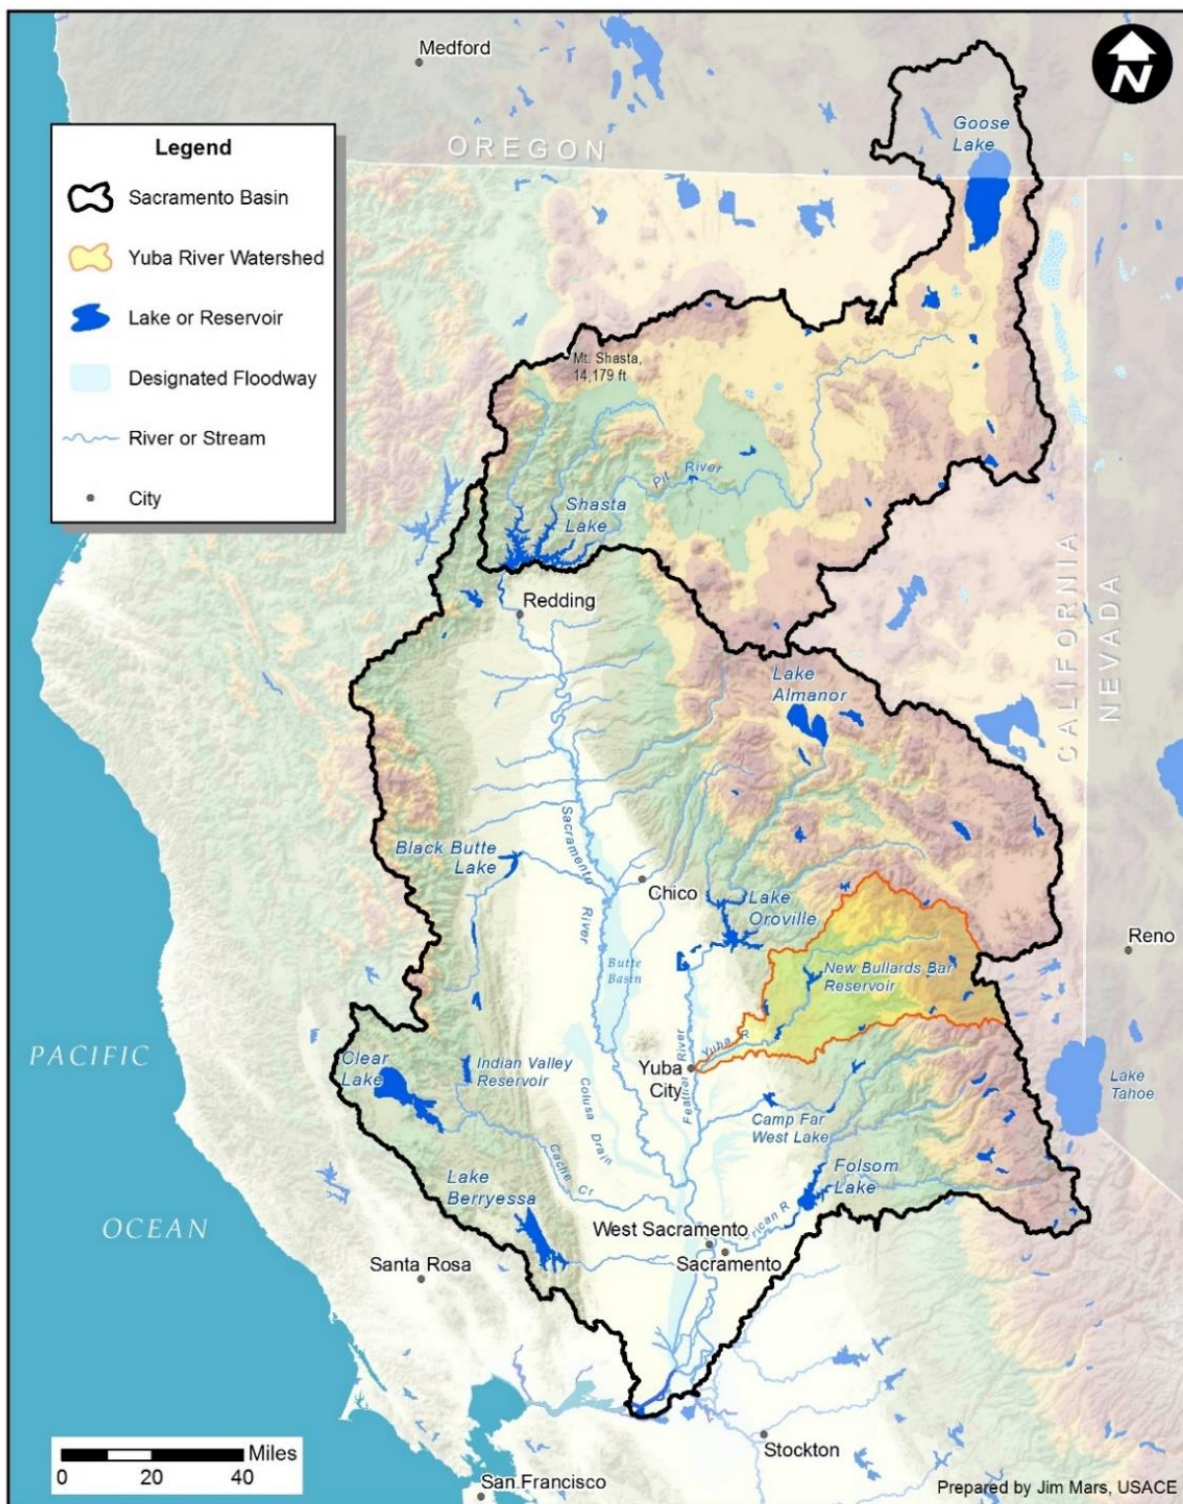 Medford
N
Goose
Lake
OREGON
Legend
Sacramento Basin
Yuba River Watershed
Lake or Reservoir
Designated Floodway
River or Stream
City
Mt. Shasta,
14,179 ft
Pit River
Shasta
Lake
Redding
CALIFORNIA
NEVADA
Lake
Almanor
Sacramento
River
Black Butte
Lake
Chico
Lake
Oroville
Reno
Butte
Basin
New Bullards Bar
Reservoir
Yuba R
PACIFIC
OCEAN
Clear
Lake
Indian Valley
Reservoir
Yuba
City
Feather River
Colusa Drain
Lake
Tahoe
Camp Far
West Lake
Cache Cr
Folsom
Lake
Lake
Berryessa
West Sacramento
erican R
Sacramento
Santa Rosa
Miles
0 20 40
Stockton
San Francisco
Prepared by Jim Mars, USACE